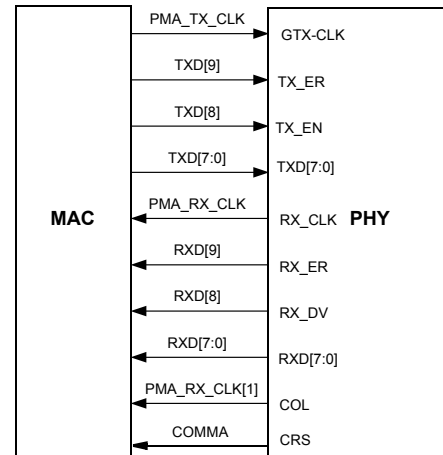 PMA_TX_CLK GTX-CLK
TXD[9] TX_ER
TXD[8] TX_EN
TXD[7:0] TXD[7:0]
PMA_RX_CLK
MAC RX_CLK PHY
RXD[9] RX_ER
RXD[8] RX_DV
RXD[7:0] RXD[7:0]
PMA_RX_CLK[1] COL
COMMA CRS